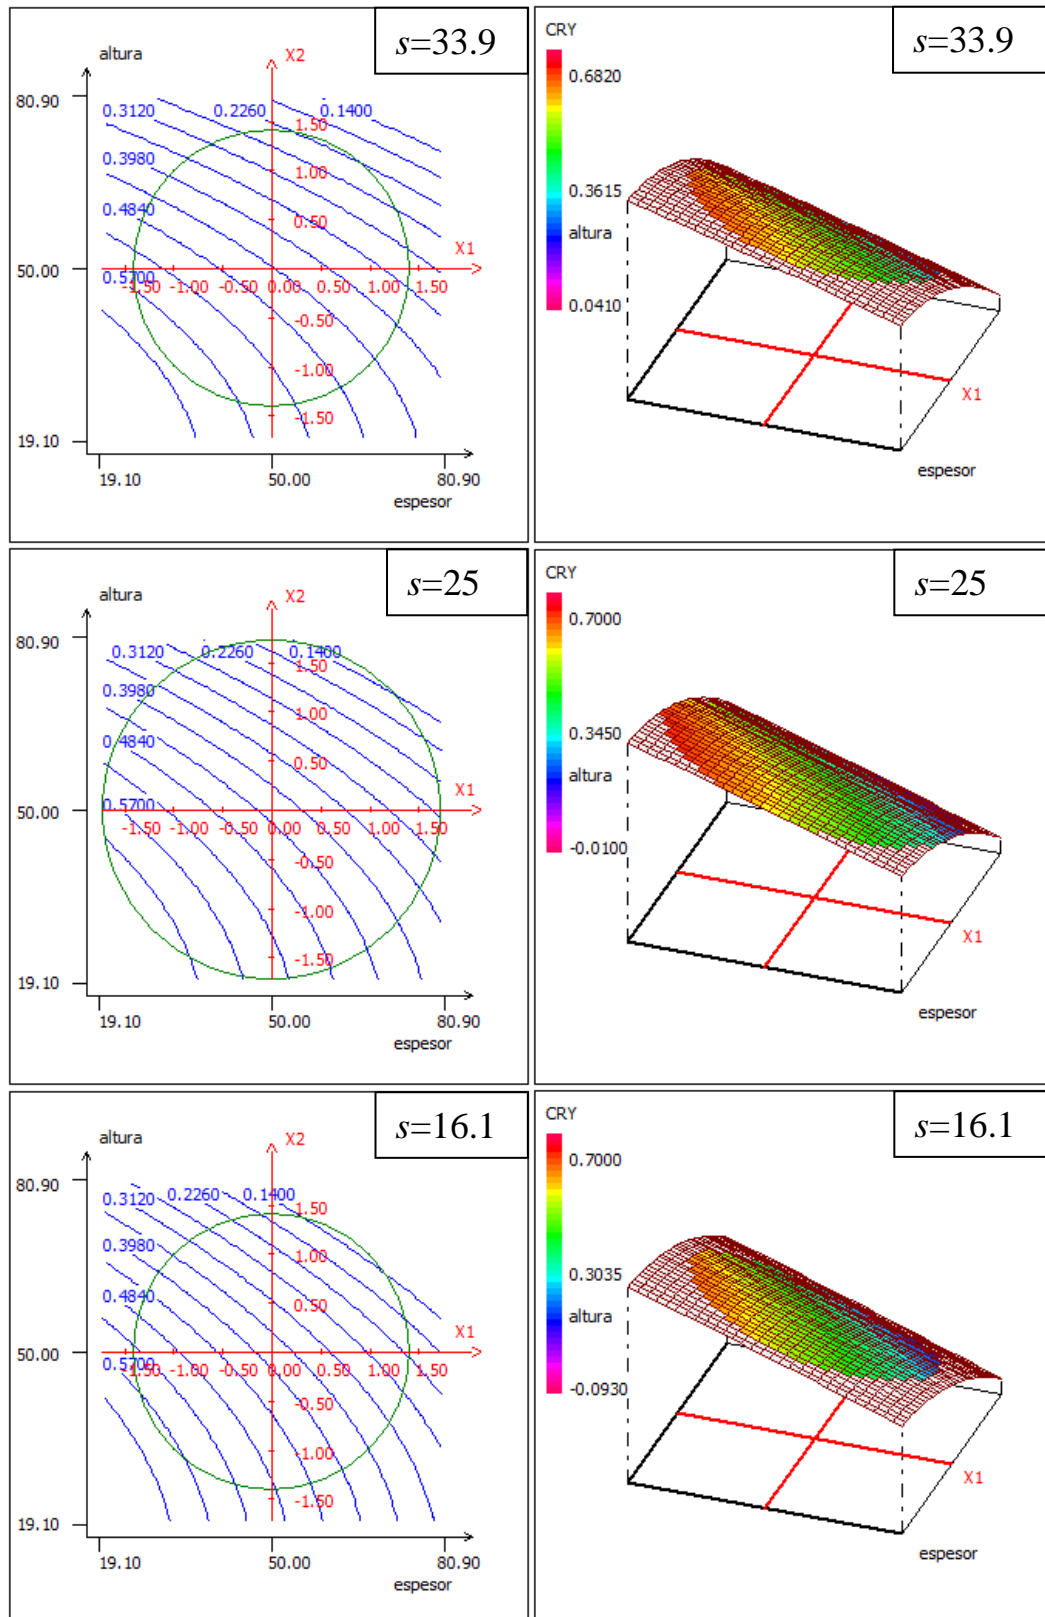 s=33.9
altura
X2
80.90
0.3120
0.2260
0.1400
1.50
0.3980
1.00
0.4840
0.50
X1
50.00
0.5700
-1.50 -1.00 -0.50 0.00 0.50 1.00 1.50
-0.50
-1.00
-1.50
19.10
19.10 50.00 80.90
espesor
s=33.9
CRY
0.6820
0.3615
altura
0.0410
X1
espesor
s=25
altura
X2
80.90
0.3120
0.2260
0.1400
1.50
0.3980
1.00
0.4840
0.50
X1
50.00
0.5700
-1.50 -1.00 -0.50 0.00 0.50 1.00 1.50
-0.50
-1.00
-1.50
19.10
19.10 50.00 80.90
espesor
s=25
CRY
0.7000
0.3450
altura
-0.0100
X1
espesor
s=16.1
altura
X2
80.90
0.3120
0.2260
0.1400
1.50
0.3980
1.00
0.4840
0.50
X1
50.00
0.5700
-1.50 -1.00 -0.50 0.00 0.50 1.00 1.50
-0.50
-1.00
-1.50
19.10
19.10 50.00 80.90
espesor
s=16.1
CRY
0.7000
0.3035
altura
-0.0930
X1
espesor